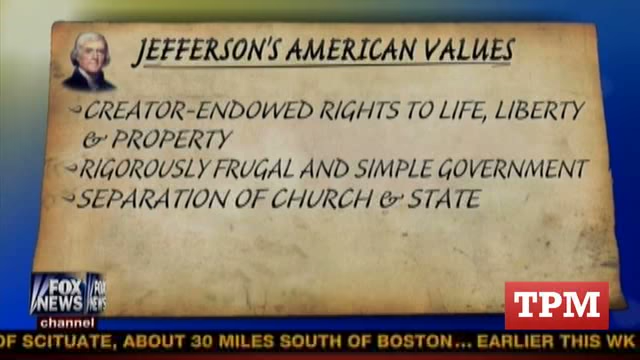 JEFFERSON'S AMERICAN VALUES
CREATOR-ENDOWED RIGHTS TO LIFE, LIBERTY
& PROPERTY
RIGOROUSLY FRUGAL AND SIMPLE GOVERNMENT
SEPARATION OF CHURCH & STATE
FOX
NEWS
channel
TPM
OF SCITUATE, ABOUT 30 MILES SOUTH OF BOSTON... EARLIER THIS WK